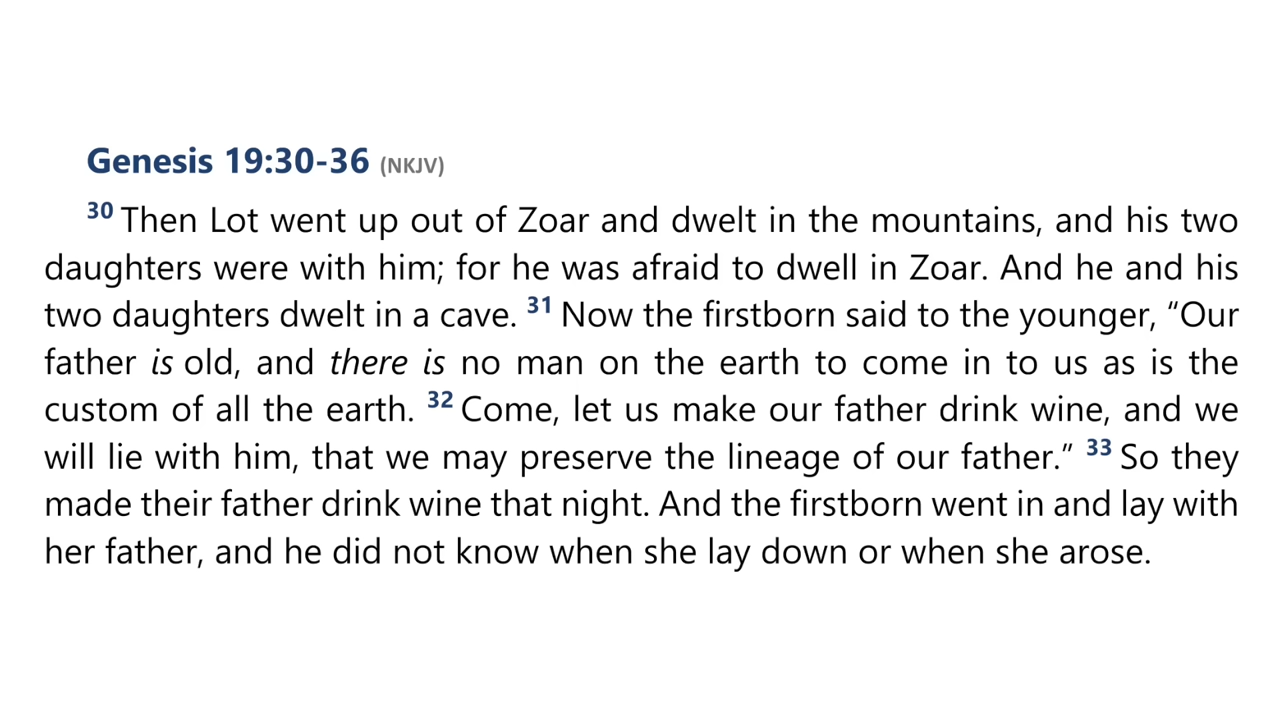 Genesis 19:30-36 (NKJV)
30 Then Lot went up out of Zoar and dwelt in the mountains, and his two
daughters were with him; for he was afraid to dwell in Zoar. And he and his
two daughters dwelt in a cave. 31 Now the firstborn said to the younger, “Our
father is old, and there is no man on the earth to come in to us as is the
custom of all the earth. 32 Come, let us make our father drink wine, and we
will lie with him, that we may preserve the lineage of our father.” 33 So they
made their father drink wine that night. And the firstborn went in and lay with
her father, and he did not know when she lay down or when she arose.